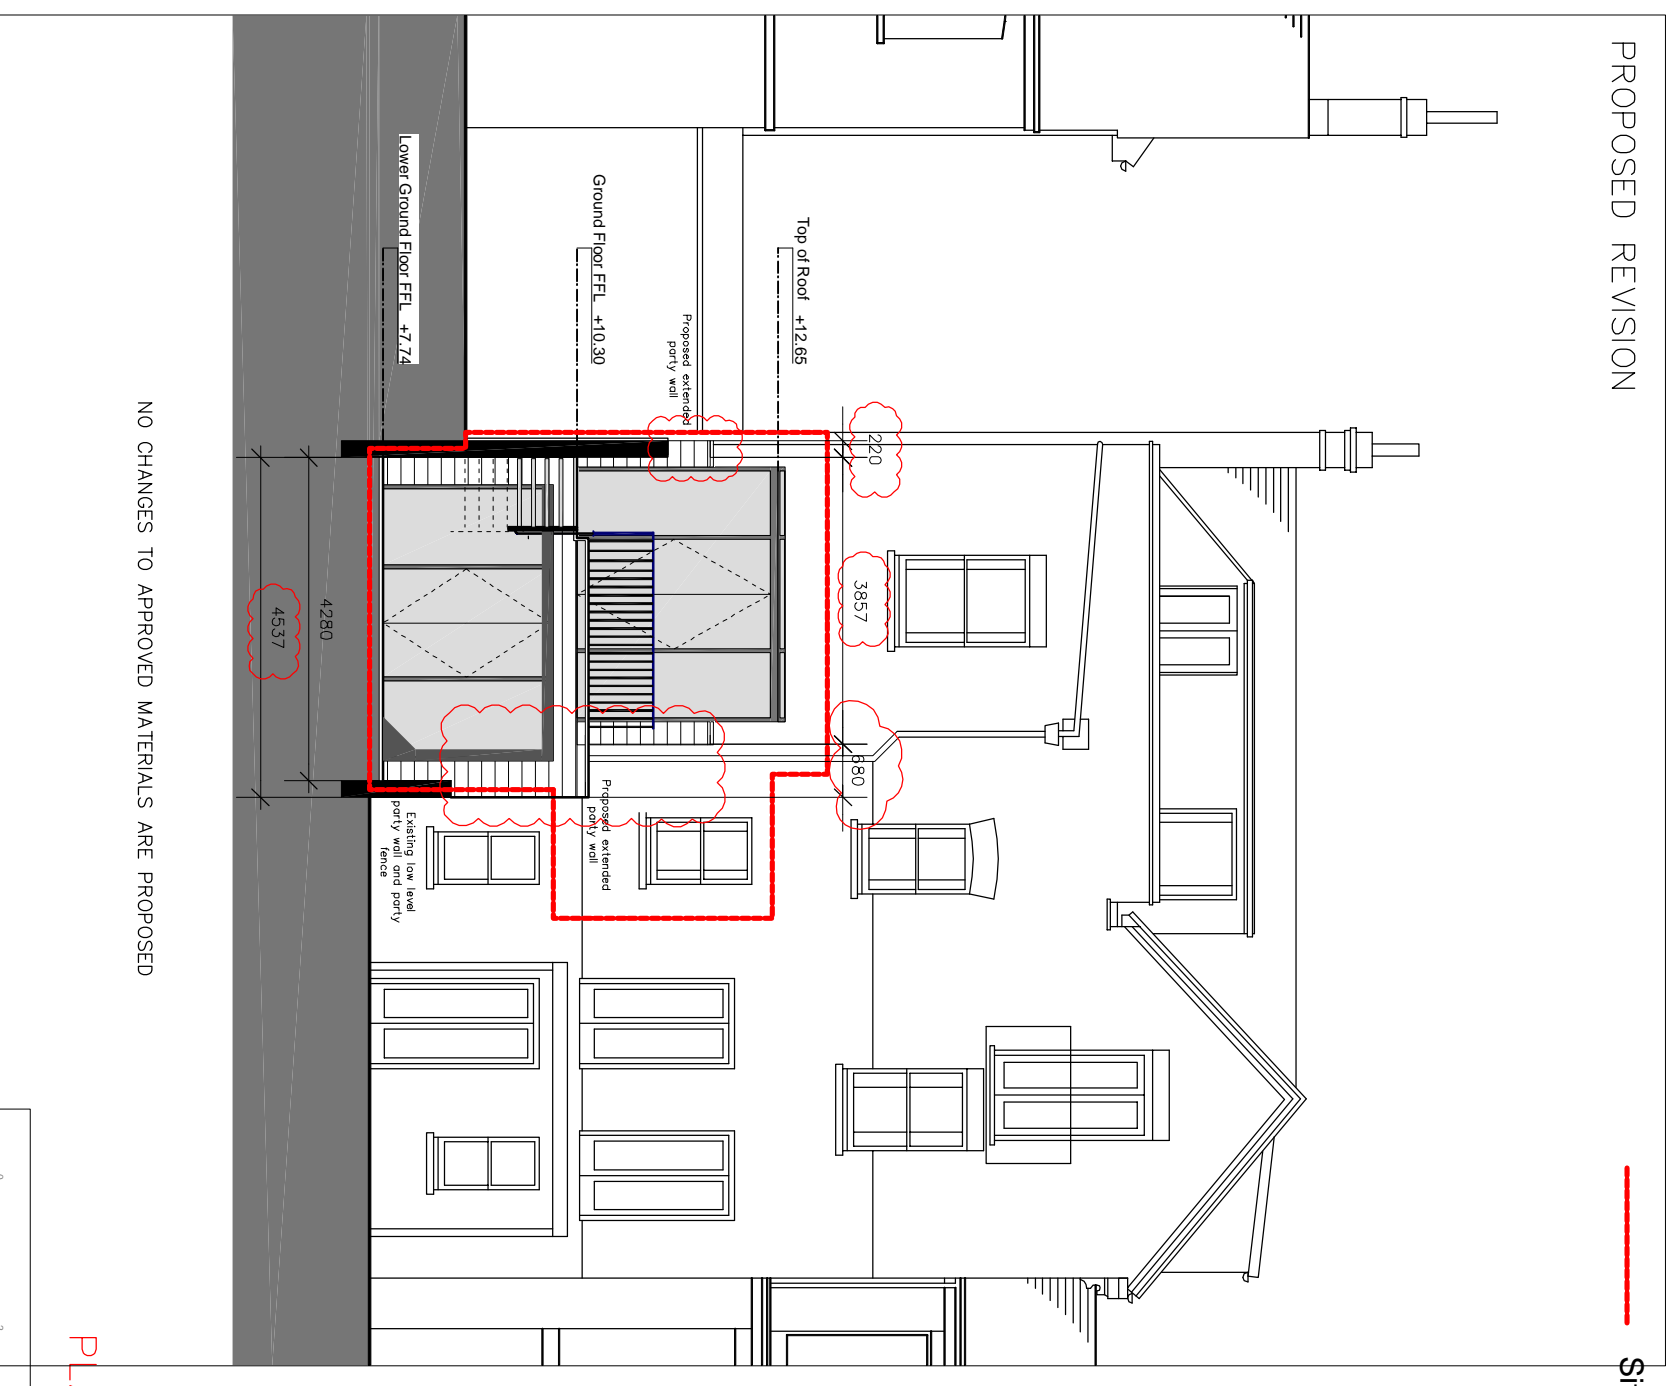 PROPOSED REVISION
Top of Roof +12.65
Ground Floor FFL +10.30
Lower Ground Floor FFL +7.74
Proposed extended
party wall
220
3857
680
Proposed extended
party wall
Existing low level
party wall and party
fence
4280
4537
NO CHANGES TO APPROVED MATERIALS ARE PROPOSED